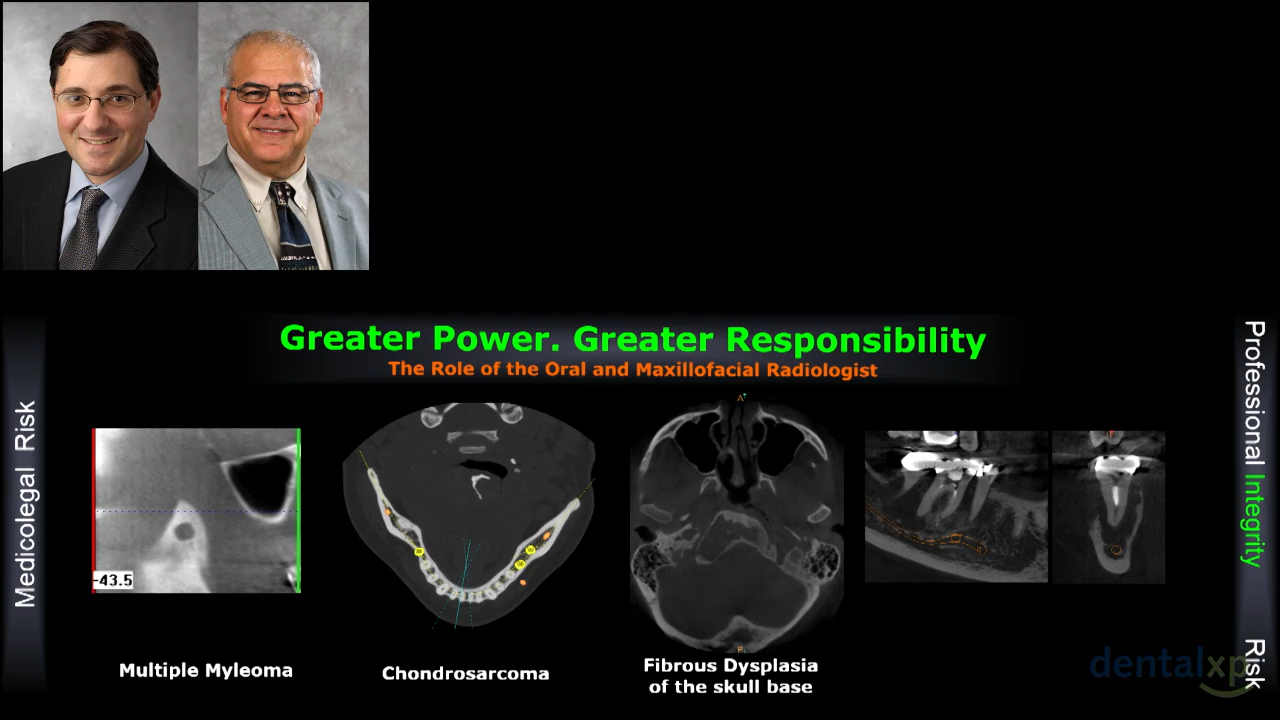 Greater Power. Greater Responsibility
The Role of the Oral and Maxillofacial Radiologist
Medicolegal Risk
Professional Integrity Risk
-43.5
Multiple Myleoma
Chondrosarcoma
Fibrous Dysplasia
of the skull base
dentalxp